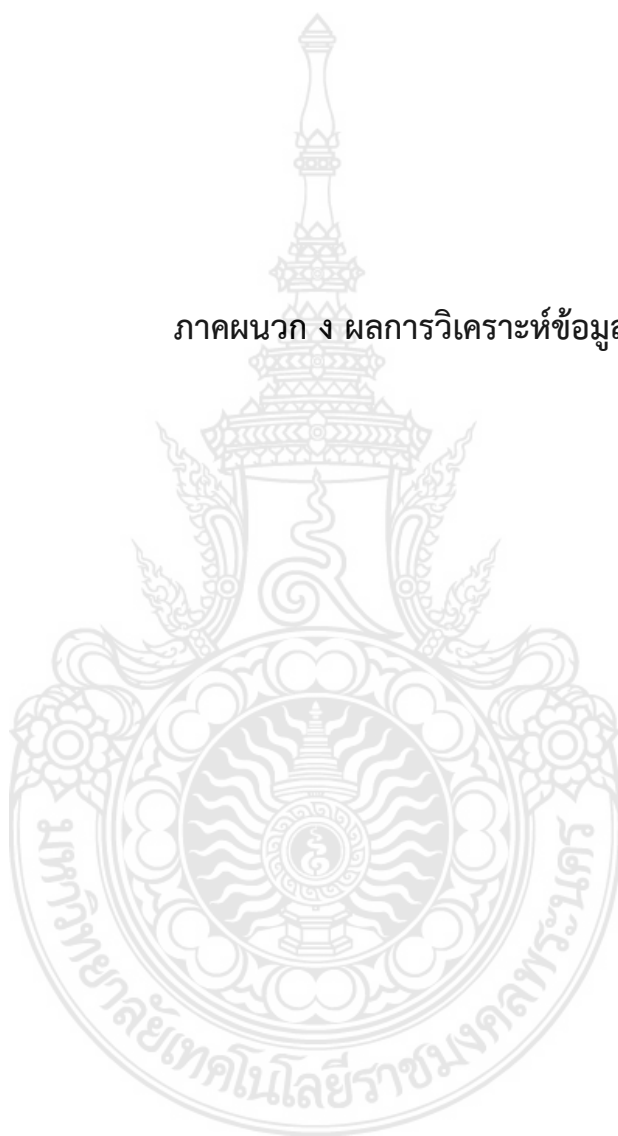 ภาคผนวก ง ผลการวิเคราะห์ข้อมูล
มหาวิทยาลัยเทคโนโลยีราชมงคลพระนคร